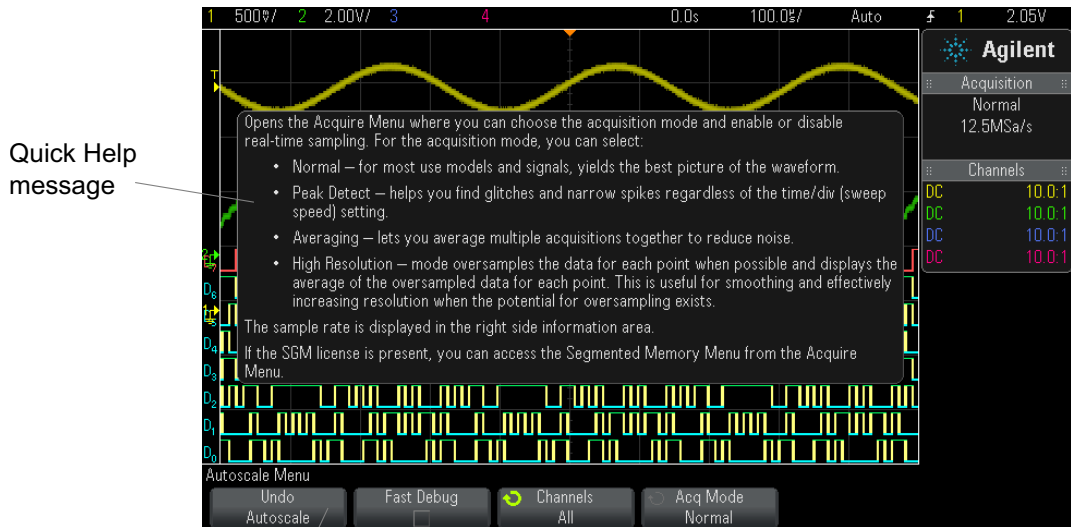 1 500℧/ 2 2.00V/ 3 4 0.0s 100.0㎲/ Auto 1 2.05V
Agilent
Acquisition
Normal
12.5MSa/s
Channels
DC 10.0:1
DC 10.0:1
DC 10.0:1
DC 10.0:1
Quick Help
message
T
Opens the Acquire Menu where you can choose the acquisition mode and enable or disable
real-time sampling. For the acquisition mode, you can select:
• Normal – for most use models and signals, yields the best picture of the waveform.
• Peak Detect – helps you find glitches and narrow spikes regardless of the time/div (sweep
speed) setting.
• Averaging – lets you average multiple acquisitions together to reduce noise.
• High Resolution – mode oversamples the data for each point when possible and displays the
average of the oversampled data for each point. This is useful for smoothing and effectively
increasing resolution when the potential for oversampling exists.
The sample rate is displayed in the right side information area.
If the SGM license is present, you can access the Segmented Memory Menu from the Acquire
Menu.
D6
D4
D3
D2
D1
D0
Autoscale Menu
Undo
Autoscale
Fast Debug
Channels
All
Acq Mode
Normal